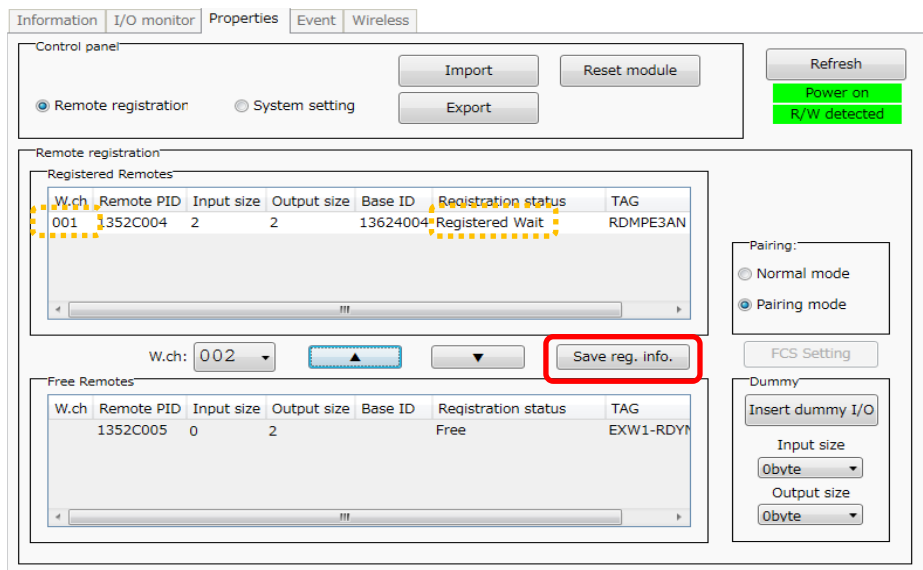 Information I/O monitor Properties Event Wireless
Control panel
Import Reset module Refresh
Power on
Remote registration System setting Export R/W detected
Remote registration
Registered Remotes
W.ch Remote PID Input size Output size Base ID Registration status TAG
001 1352C004 2 2 13624004 Registered Wait RDMPE3AN
Pairing:
Normal mode
Pairing mode
W.ch: 002 ▲ ▼ Save reg. info. FCS Setting
Free Remotes Dummy
W.ch Remote PID Input size Output size Base ID Registration status TAG Insert dummy I/O
1352C005 0 2 Free EXW1-RDYN
Input size
0byte
Output size
0byte